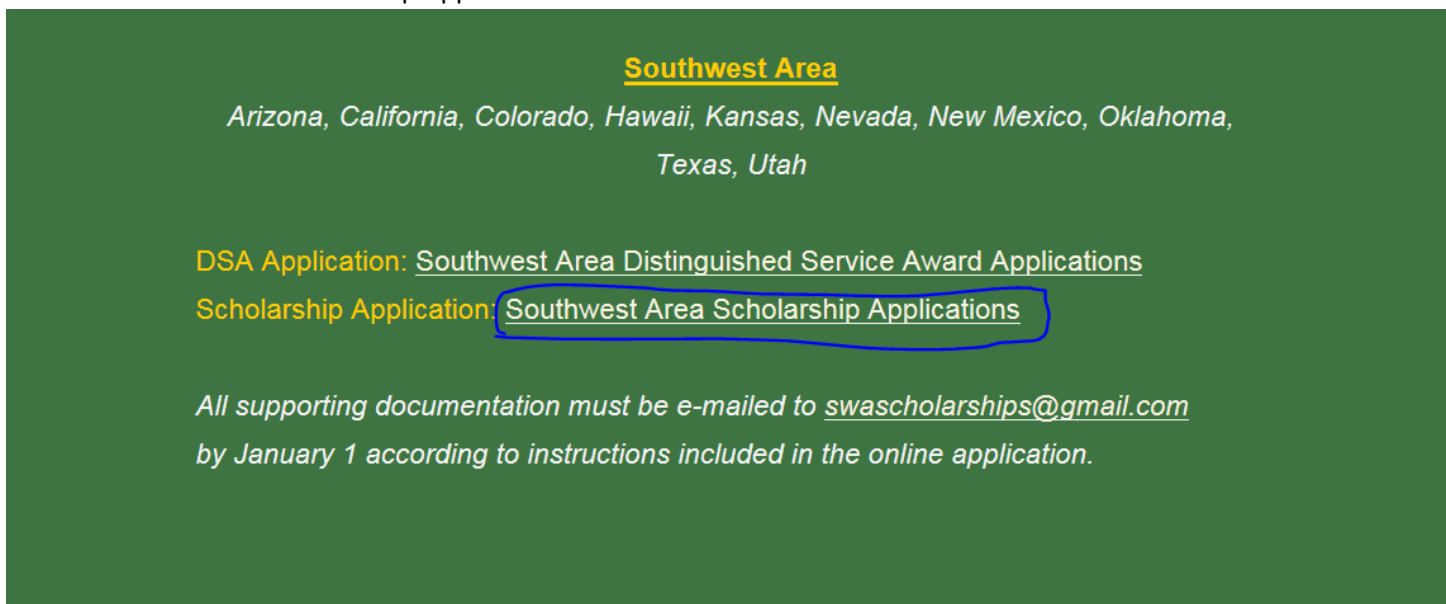 Southwest Area
Arizona, California, Colorado, Hawaii, Kansas, Nevada, New Mexico, Oklahoma,
Texas, Utah
DSA Application: Southwest Area Distinguished Service Award Applications
Scholarship Application: Southwest Area Scholarship Applications
All supporting documentation must be e-mailed to swascholarships@gmail.com
by January 1 according to instructions included in the online application.